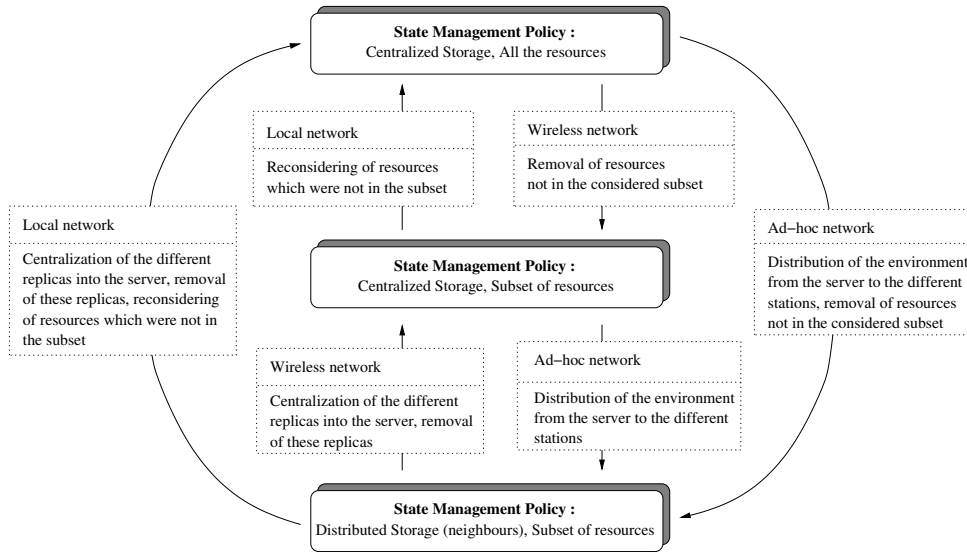 State Management Policy :
Centralized Storage, All the resources
Local network
Reconsidering of resources
which were not in the subset
Wireless network
Removal of resources
not in the considered subset
Local network
Centralization of the different
replicas into the server, removal
of these replicas, reconsidering
of resources which were not in
the subset
State Management Policy :
Centralized Storage, Subset of resources
Ad−hoc network
Distribution of the environment
from the server to the different
stations, removal of resources
not in the considered subset
Wireless network
Centralization of the different
replicas into the server, removal
of these replicas
Ad−hoc network
Distribution of the environment
from the server to the different
stations
State Management Policy :
Distributed Storage (neighbours), Subset of resources